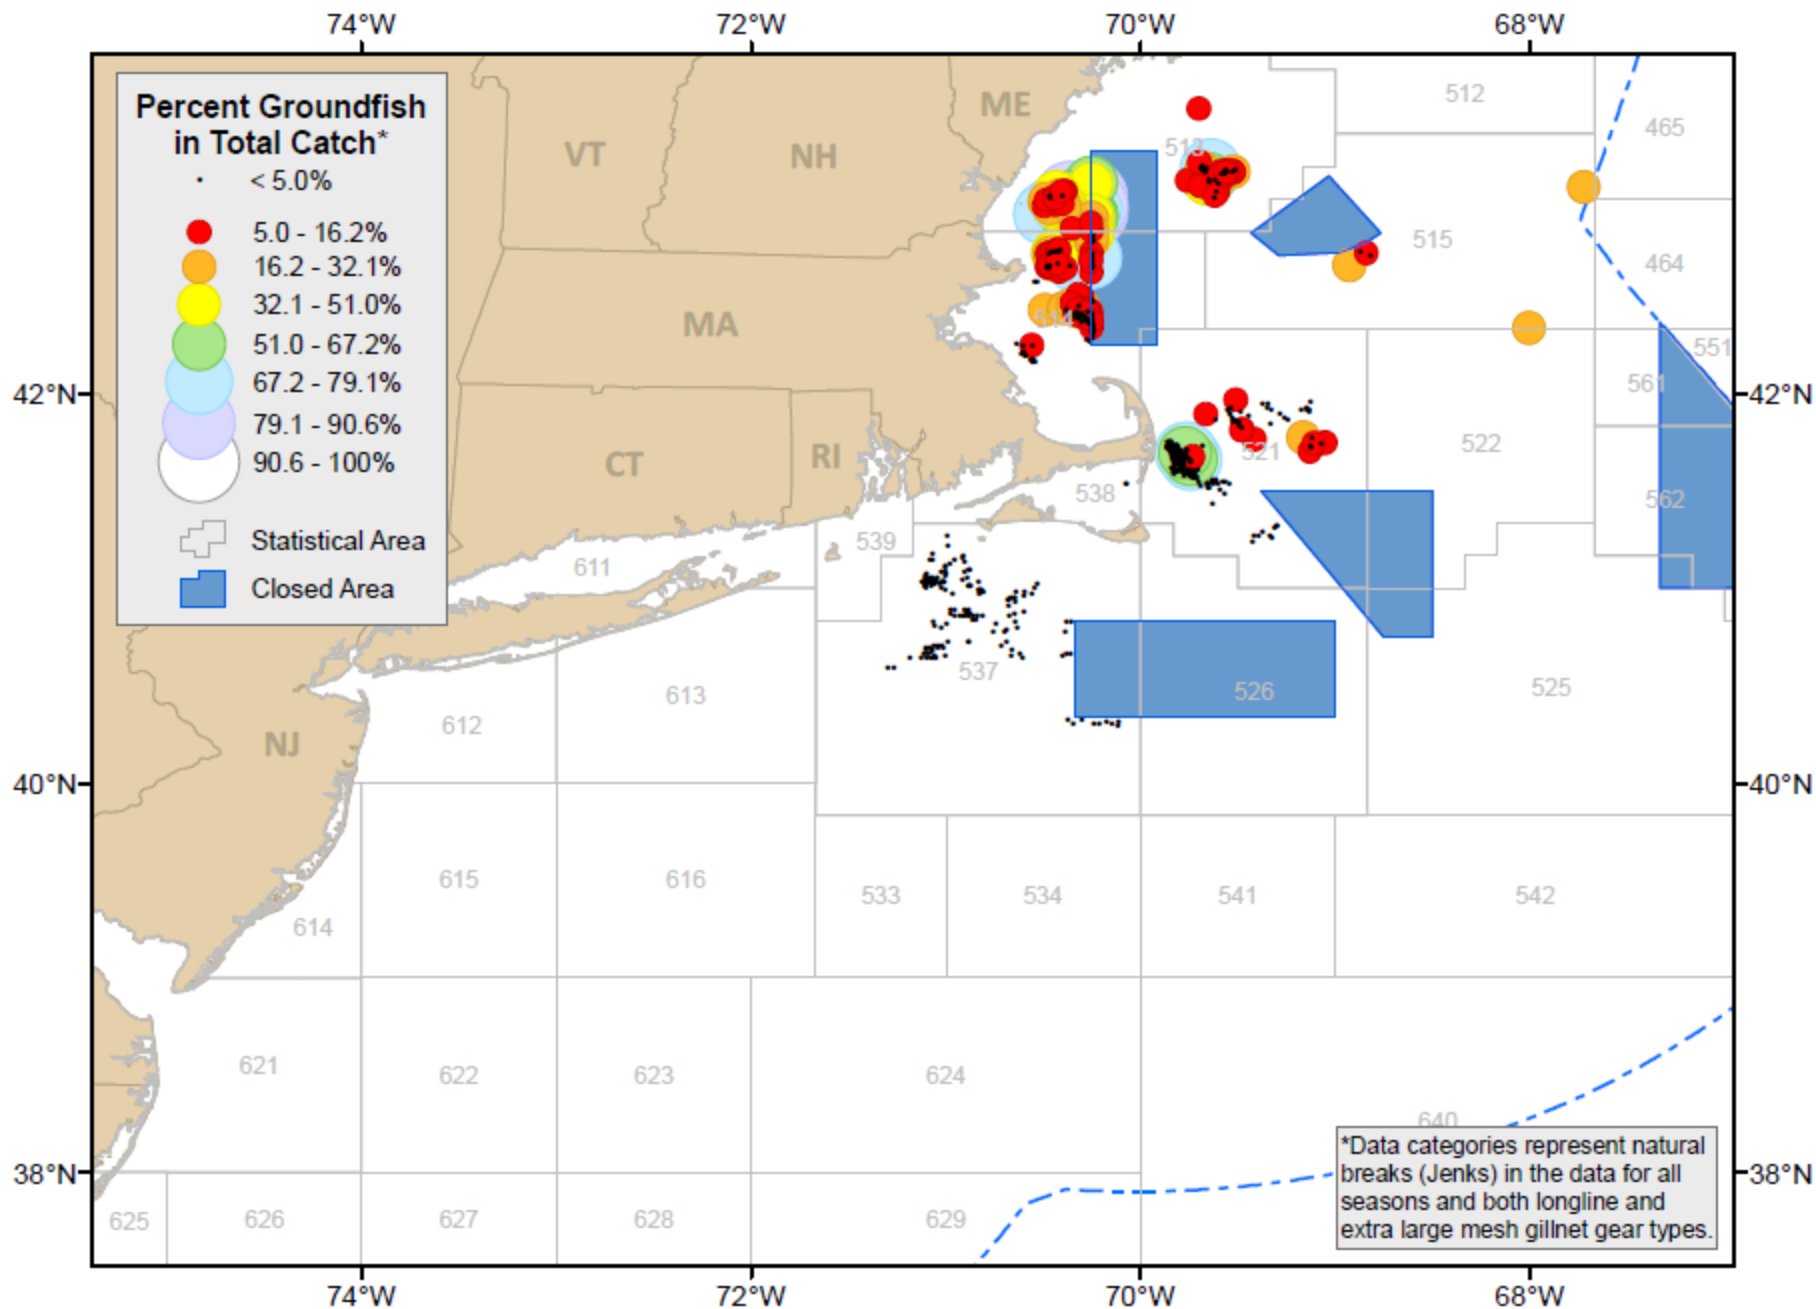 74°W 72°W 70°W 68°W
Percent Groundfish
in Total Catch*
< 5.0%
5.0 - 16.2%
16.2 - 32.1%
32.1 - 51.0%
51.0 - 67.2%
67.2 - 79.1%
79.1 - 90.6%
90.6 - 100%
Statistical Area
Closed Area
ME
VT
NH
MA
CT
RI
NJ
512
465
513
515
464
514
551
561
521
522
562
538
539
611
537
526
525
613
612
615
616
533
534
541
542
614
621
622
623
624
640
625
626
627
628
629
42°N
42°N
40°N
40°N
38°N
38°N
*Data categories represent natural
breaks (Jenks) in the data for all
seasons and both longline and
extra large mesh gillnet gear types.
74°W 72°W 70°W 68°W